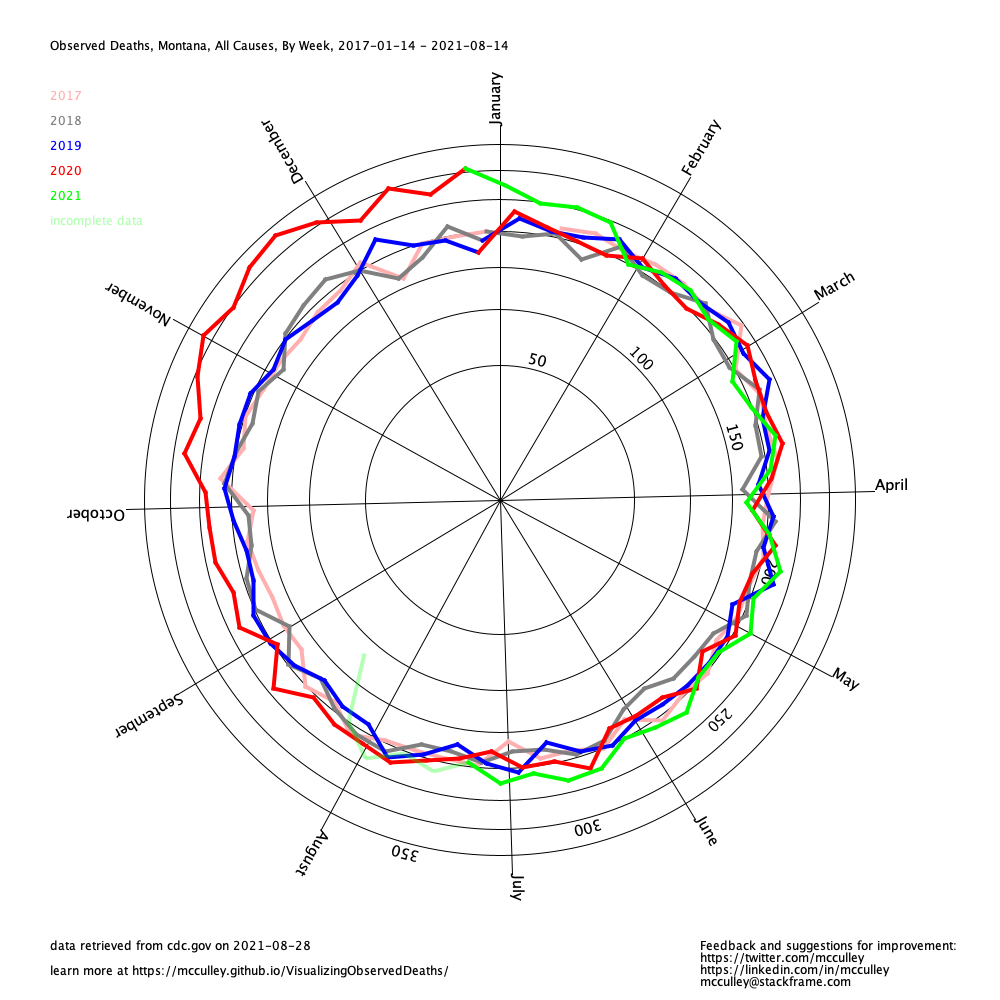 Observed Deaths, Montana, All Causes, By Week, 2017-01-14 - 2021-08-14
January
2017
2018
2019
2020
2021
incomplete data
December
February
November
March
50
100
150
October
April
200
September
May
250
August
350
300
June
July
data retrieved from cdc.gov on 2021-08-28
learn more at https://mcculley.github.io/VisualizingObservedDeaths/
Feedback and suggestions for improvement:
https://twitter.com/mcculley
https://linkedin.com/in/mcculley
mcculley@stackframe.com